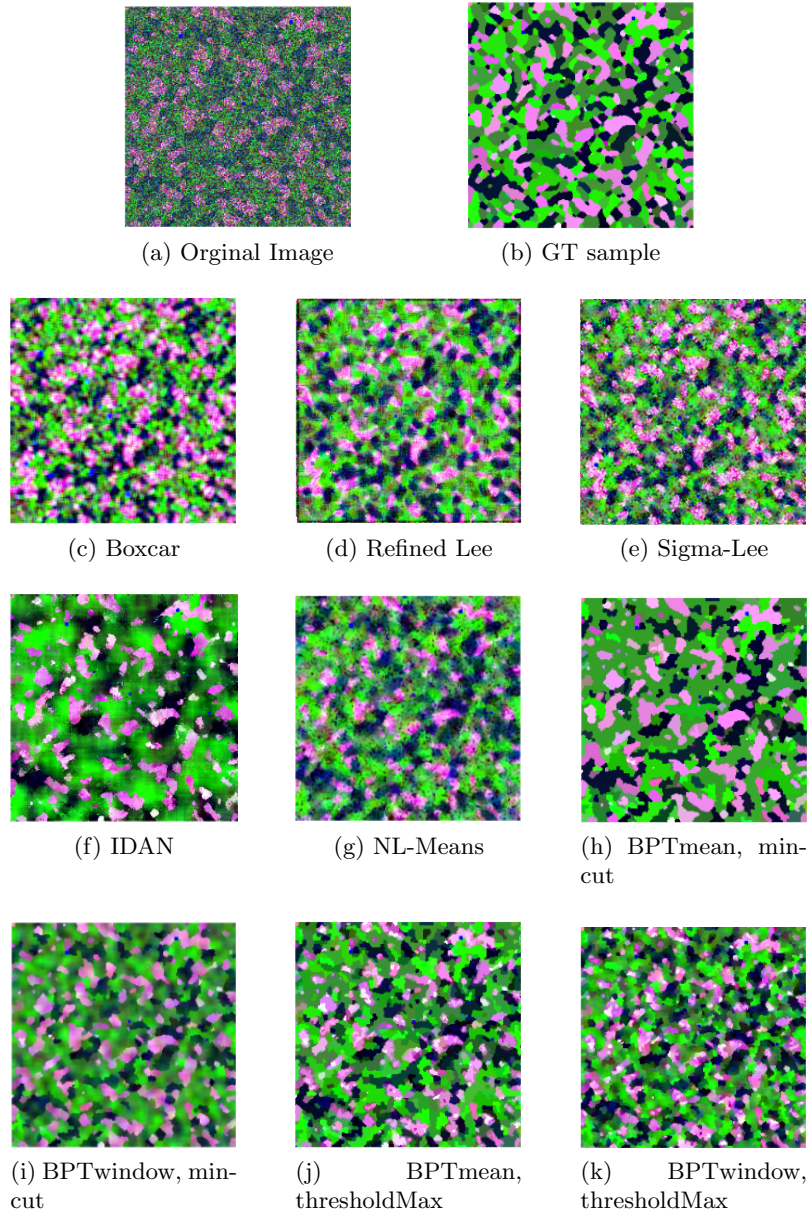 (a) Orginal Image
(b) GT sample
(c) Boxcar
(d) Refined Lee
(e) Sigma-Lee
(f) IDAN
(g) NL-Means
(h) BPTmean, min-
cut
(i) BPTwindow, min-
cut
(j) BPTmean,
thresholdMax
(k) BPTwindow,
thresholdMax